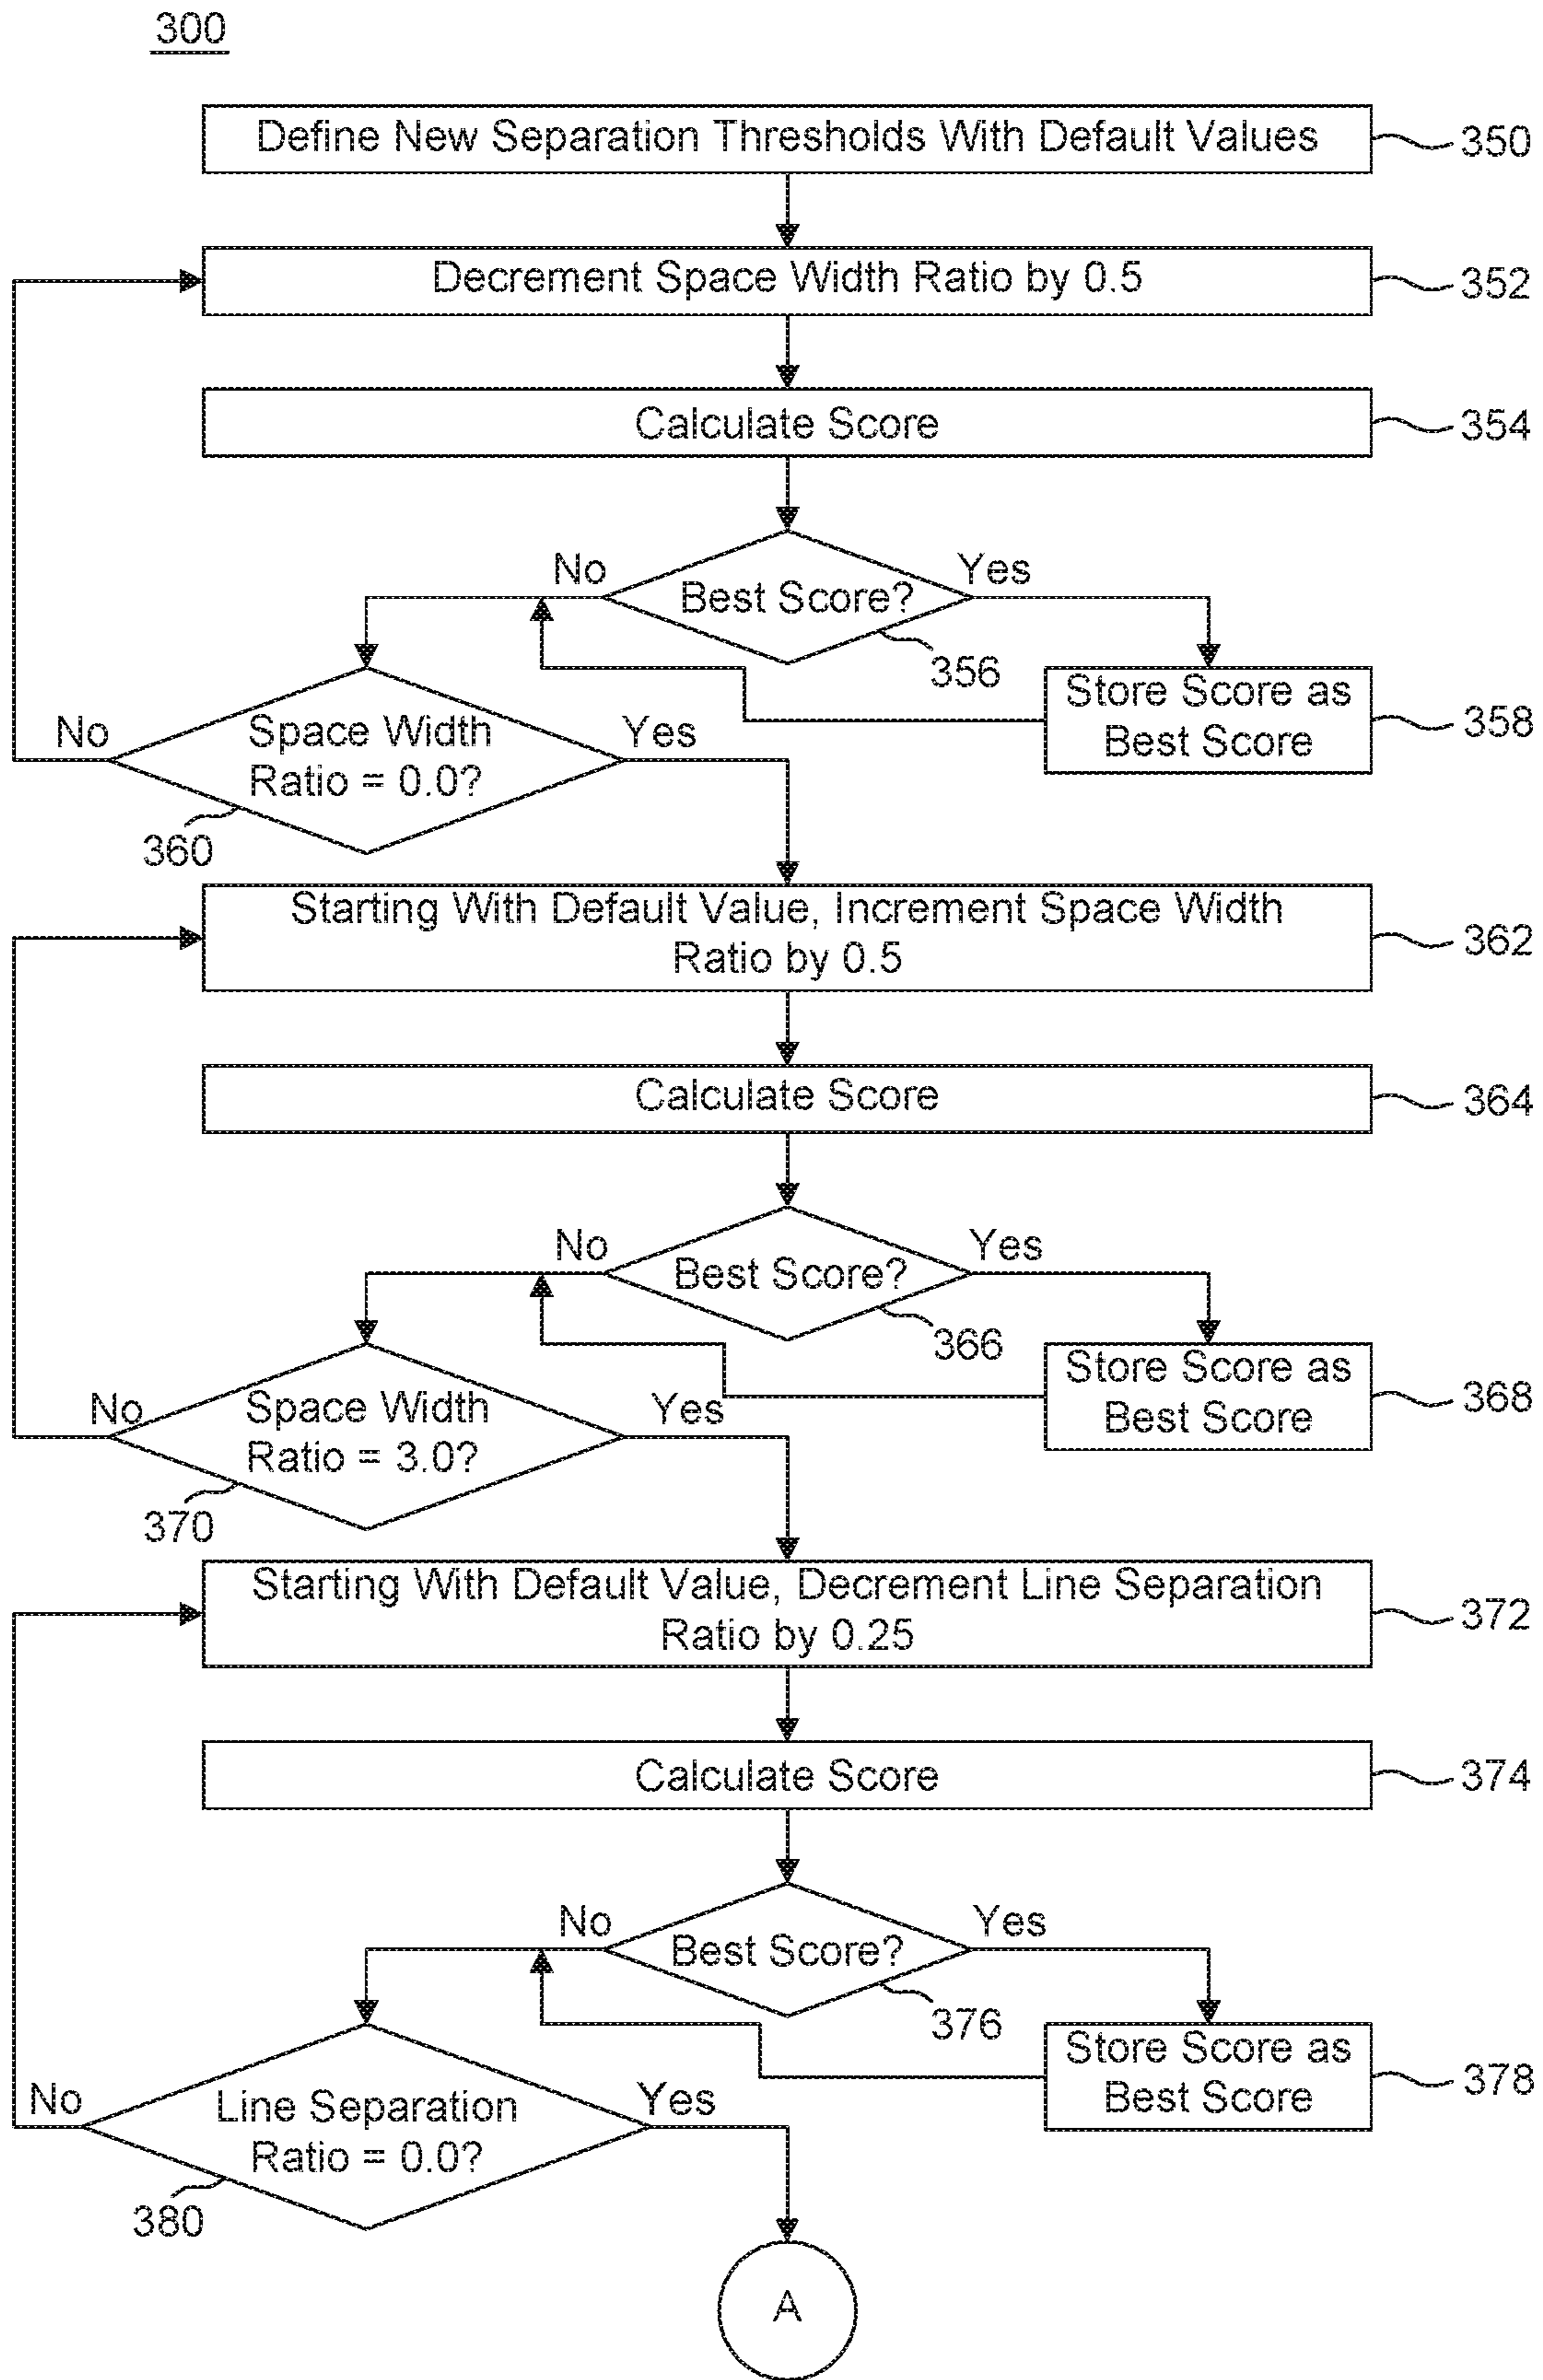 300
Define New Separation Thresholds With Default Values
350
Decrement Space Width Ratio by 0.5
352
Calculate Score
354
No
Best Score?
Yes
356
Store Score as
Best Score
358
No
Space Width
Ratio = 0.0?
Yes
360
Starting With Default Value, Increment Space Width
Ratio by 0.5
362
Calculate Score
364
No
Best Score?
Yes
366
Store Score as
Best Score
368
No
Space Width
Ratio = 3.0?
Yes
370
Starting With Default Value, Decrement Line Separation
Ratio by 0.25
372
Calculate Score
374
No
Best Score?
Yes
376
Store Score as
Best Score
378
No
Line Separation
Ratio = 0.0?
Yes
380
A